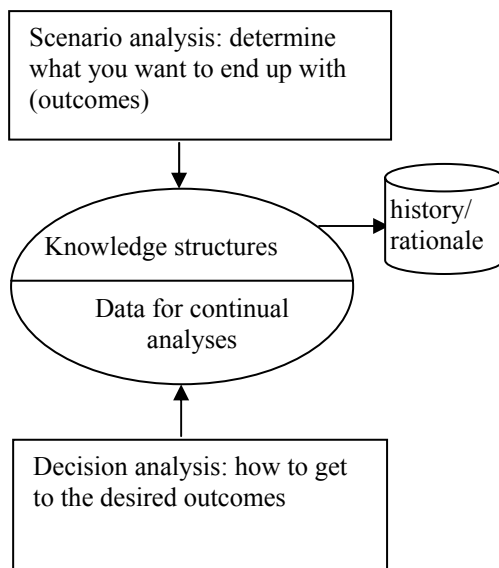 Scenario analysis: determine
what you want to end up with
(outcomes)
history/
rationale
Knowledge structures
Data for continual
analyses
Decision analysis: how to get
to the desired outcomes